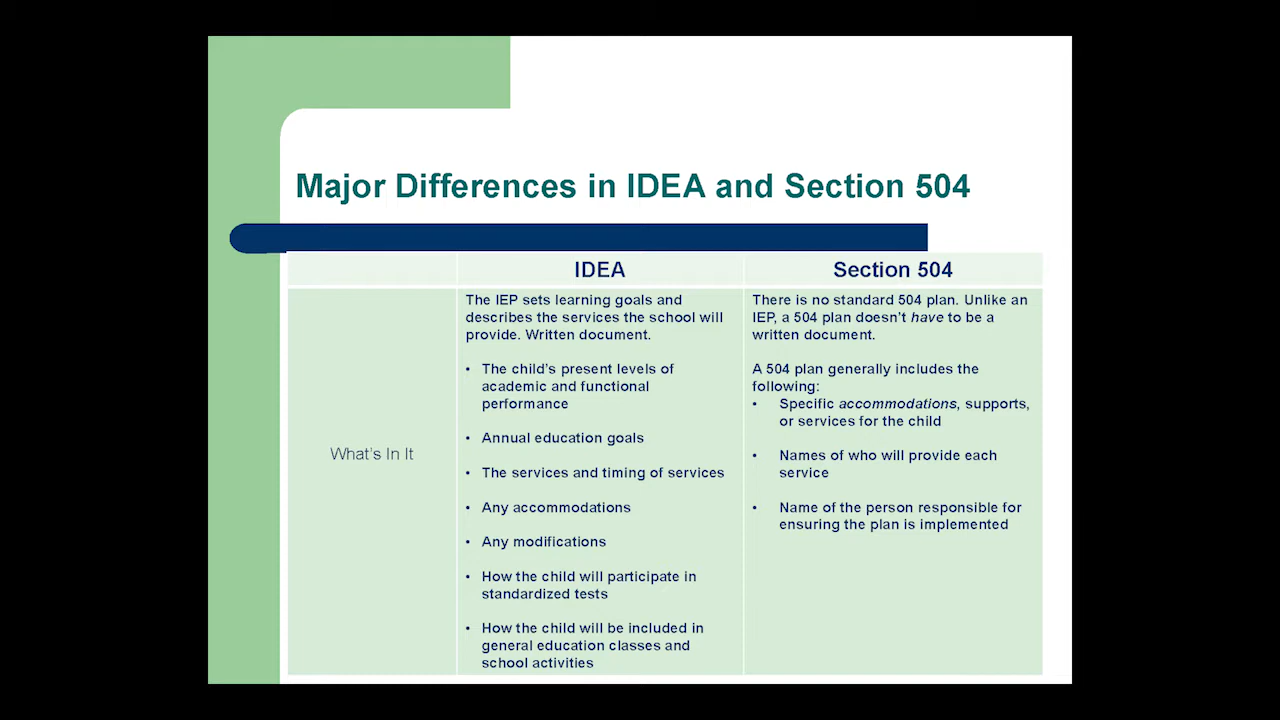 Major Differences in IDEA and Section 504
IDEA
Section 504
What's In It
The IEP sets learning goals and
describes the services the school will
provide. Written document.
• The child's present levels of
academic and functional
performance
• Annual education goals
• The services and timing of services
• Any accommodations
• Any modifications
• How the child will participate in
standardized tests
• How the child will be included in
general education classes and
school activities
There is no standard 504 plan. Unlike an
IEP, a 504 plan doesn't have to be a
written document.
A 504 plan generally includes the
following:
• Specific accommodations, supports,
or services for the child
• Names of who will provide each
service
• Name of the person responsible for
ensuring the plan is implemented